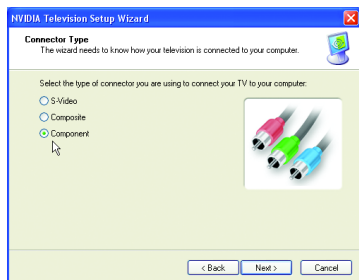 NVIDIA Television Setup Wizard
Connector Type
The wizard needs to know how your television is connected to your computer.
Select the type of connector you are using to connect your TV to your computer:
S-Video
Composite
Component
< Back
Next >
Cancel